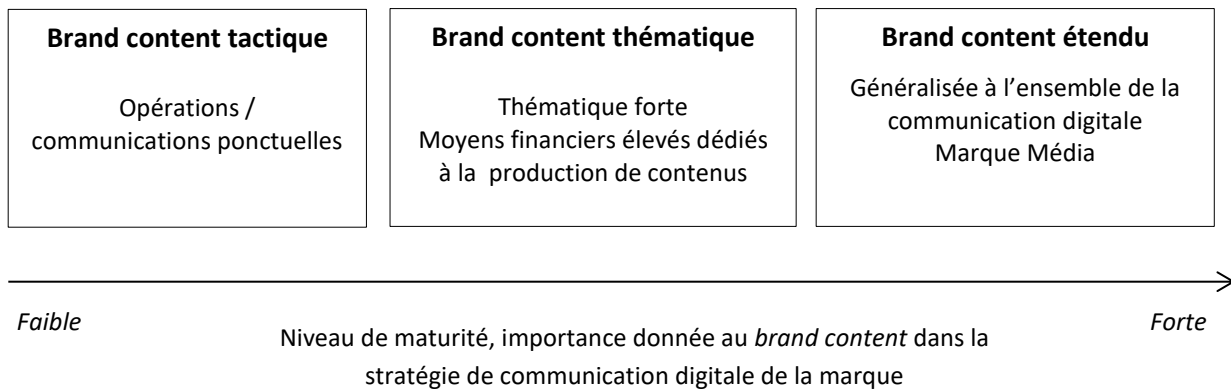 Brand content tactique
Opérations /
communications ponctuelles
Brand content thématique
Thématique forte
Moyens financiers élevés dédiés
à la production de contenus
Brand content étendu
Généralisée à l’ensemble de la
communication digitale
Marque Média
Faible
Forte
Niveau de maturité, importance donnée au brand content dans la
stratégie de communication digitale de la marque